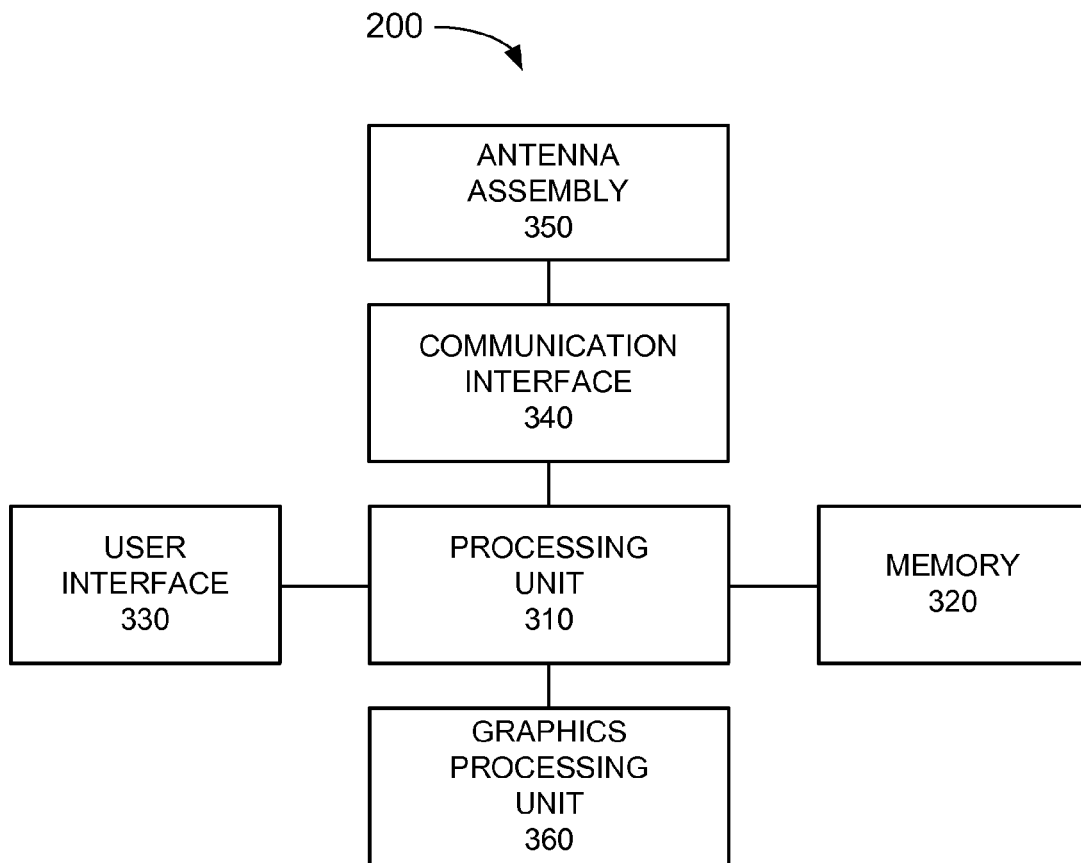 200
ANTENNA
ASSEMBLY
350
COMMUNICATION
INTERFACE
340
USER
INTERFACE
330
PROCESSING
UNIT
310
MEMORY
320
GRAPHICS
PROCESSING
UNIT
360